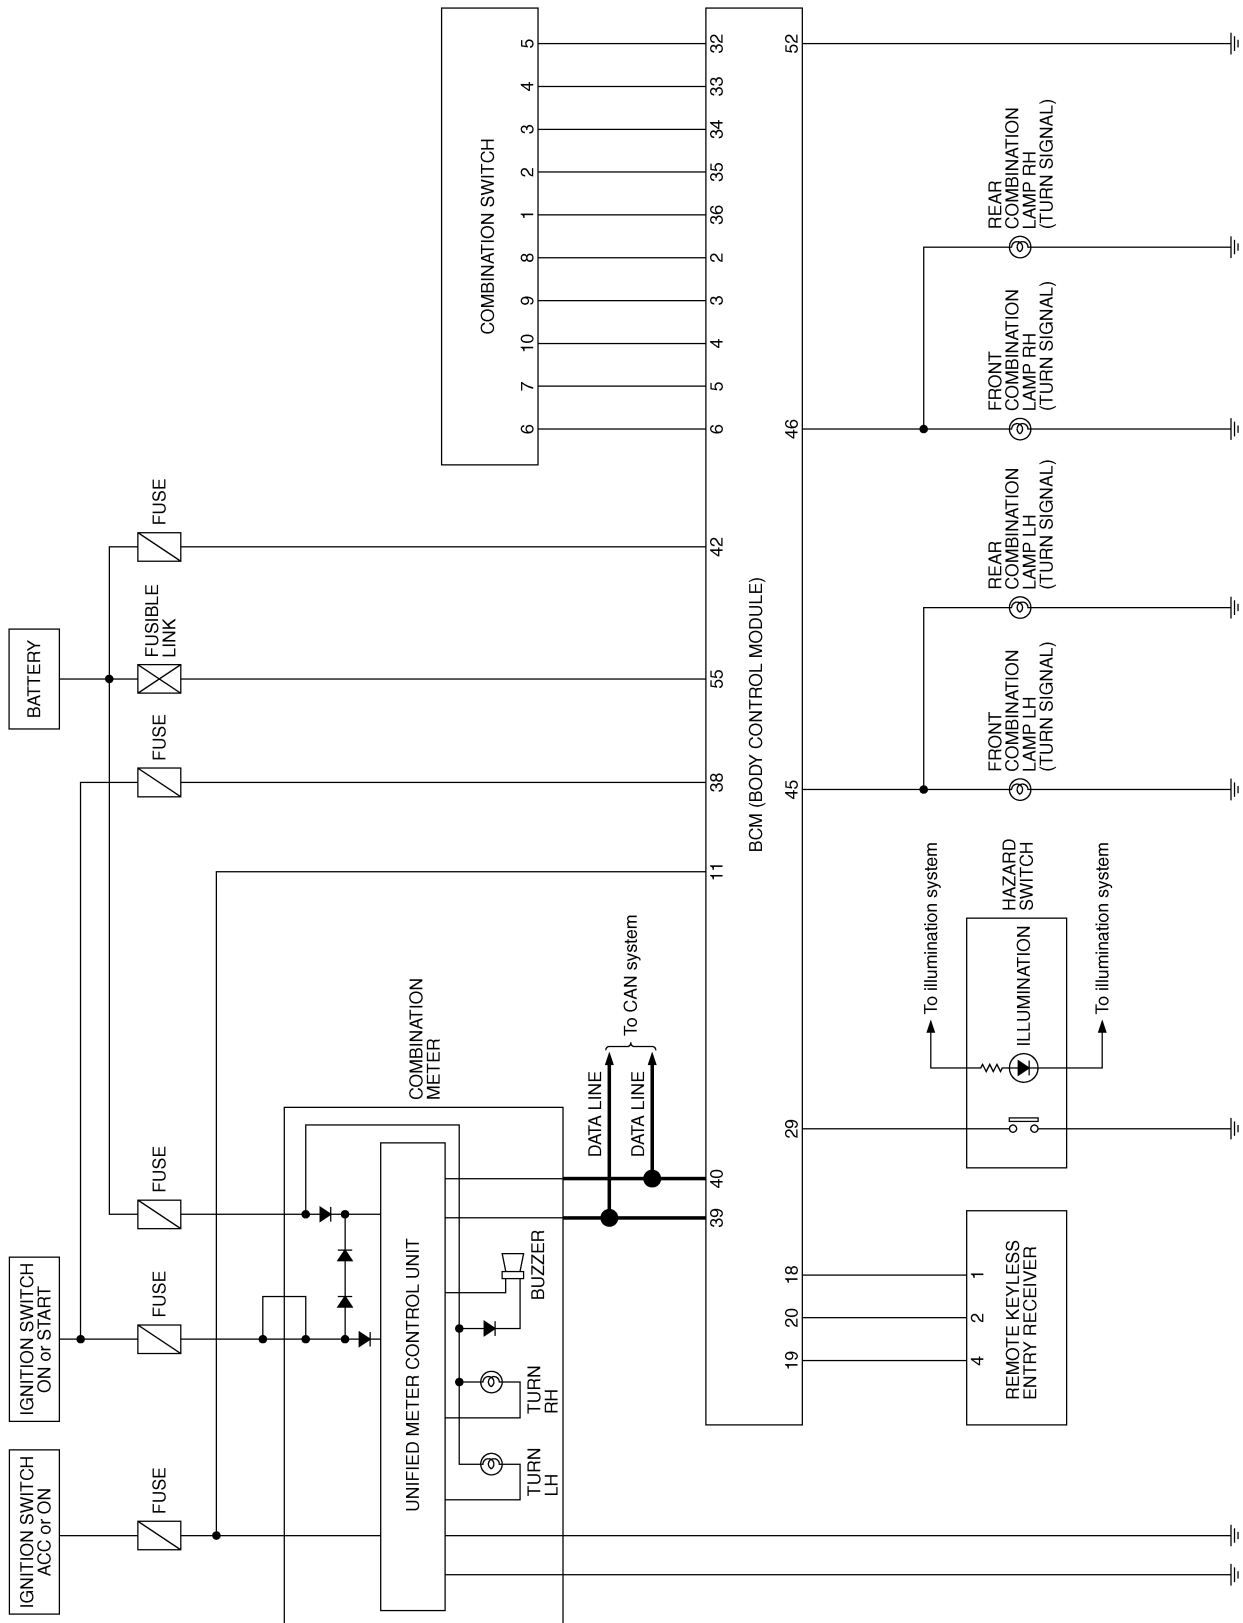 IGNITION SWITCH
ACC or ON
IGNITION SWITCH
ON or START
BATTERY
FUSE
FUSE
FUSE
FUSE
FUSIBLE
LINK
FUSE
COMBINATION
METER
UNIFIED METER CONTROL UNIT
TURN
LH
TURN
RH
BUZZER
DATA LINE
DATA LINE
To CAN system
COMBINATION SWITCH
6
7
10
9
8
1
2
3
4
5
39
40
11
38
55
42
6
5
4
3
2
36
35
34
33
32
BCM (BODY CONTROL MODULE)
19
20
18
29
45
46
52
4
2
1
REMOTE KEYLESS
ENTRY RECEIVER
To illumination system
ILLUMINATION
HAZARD
SWITCH
To illumination system
FRONT
COMBINATION
LAMP LH
(TURN SIGNAL)
REAR
COMBINATION
LAMP LH
(TURN SIGNAL)
FRONT
COMBINATION
LAMP RH
(TURN SIGNAL)
REAR
COMBINATION
LAMP RH
(TURN SIGNAL)